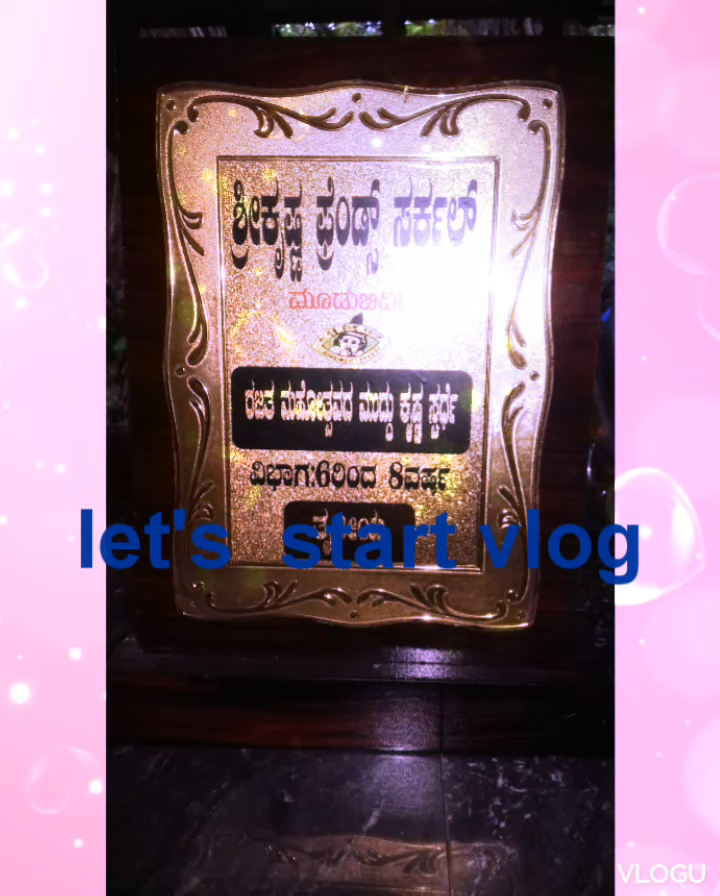 ಶ್ರೀಕೃಷ್ಣ ಫ್ರೆಂಡ್ಸ್ ಸರ್ಕಲ್
ರಜತ ಮಹೋತ್ಸವದ ಮುದ್ದು ಕೃಷ್ಣ ಸ್ಪರ್ಧೆ
ವಿಭಾಗ:6ರಿಂದ 8ವರ್ಷ
ತೃತೀಯ
let's start vlog
VLOGU